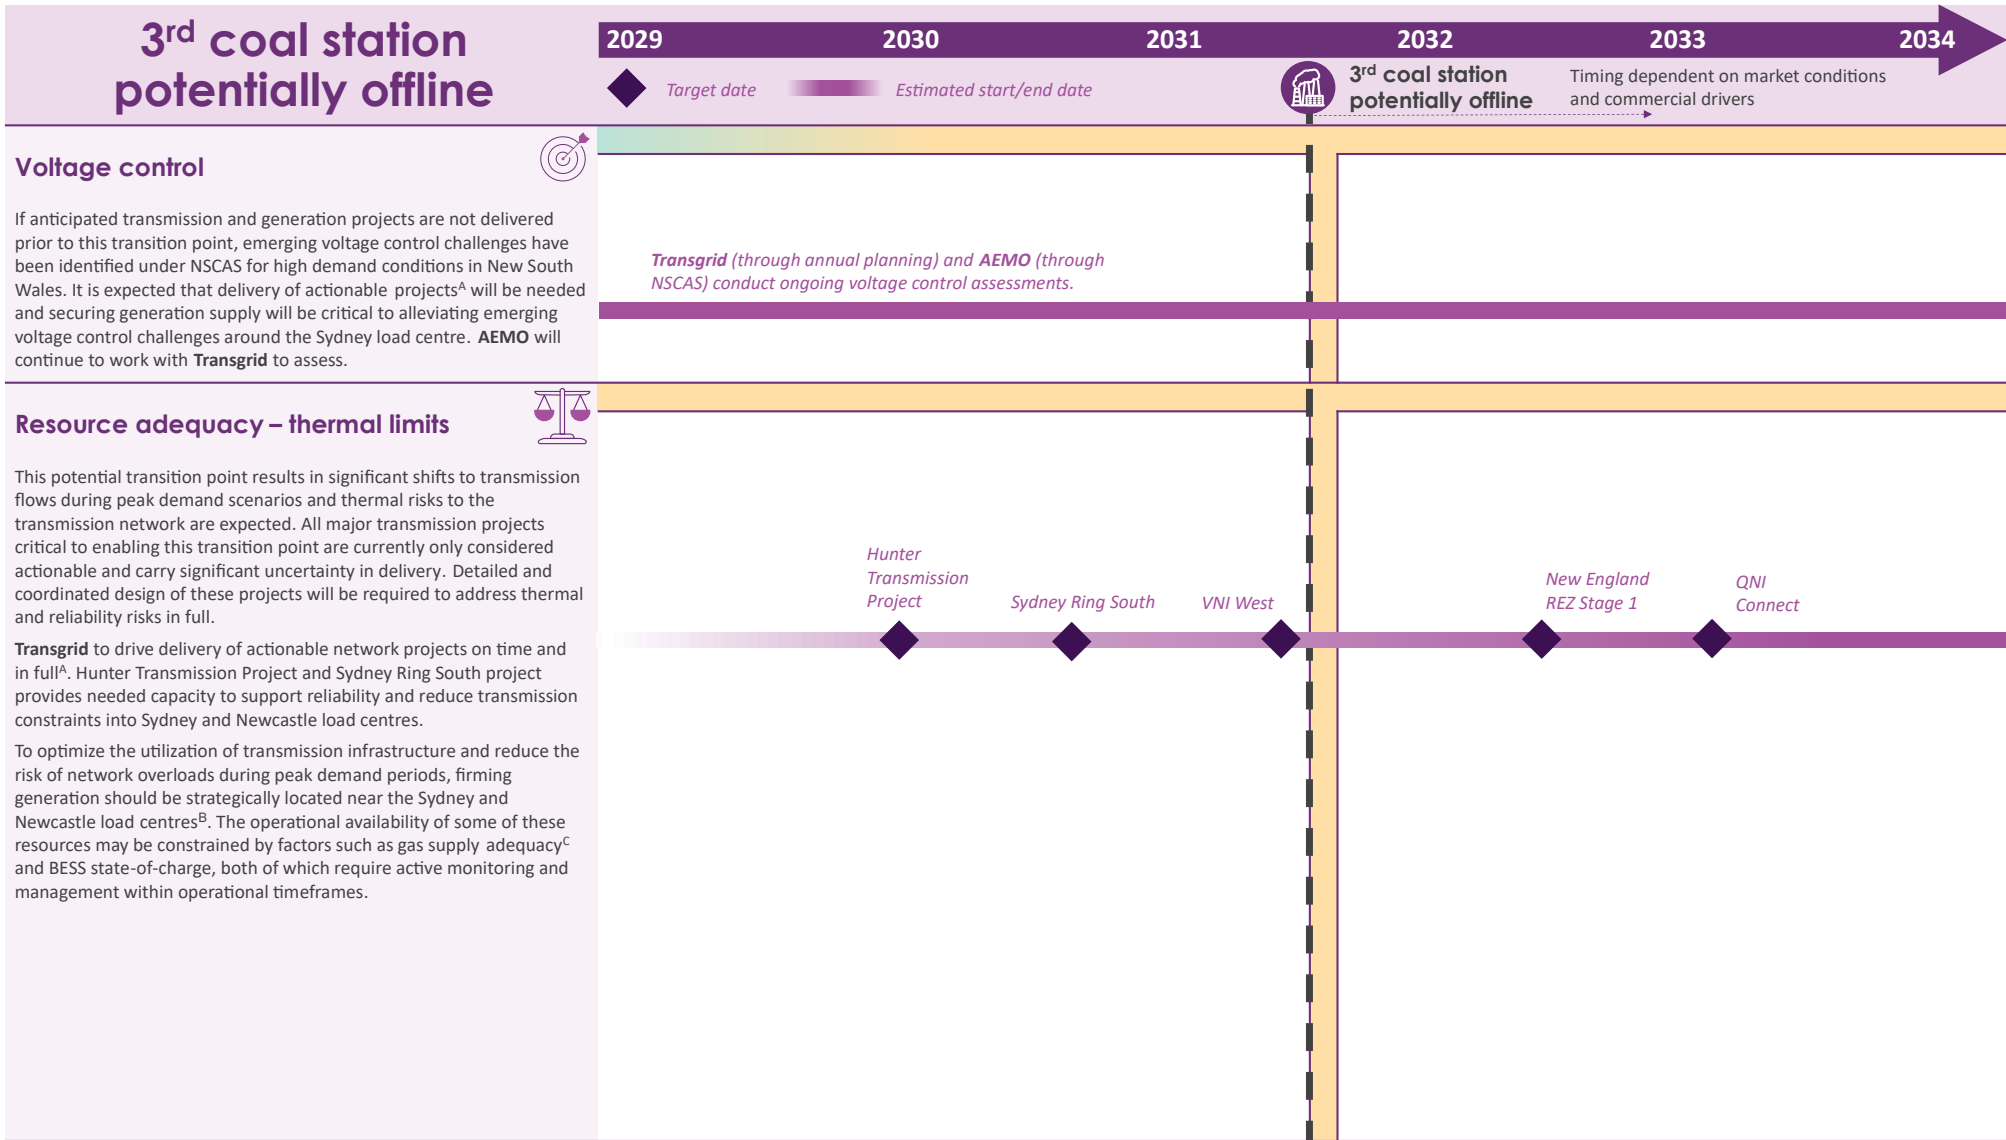 3rd coal station
potentially offline
2029 2030 2031 2032 2033 2034
Target date
Estimated start/end date
3rd coal station
potentially offline
Timing dependent on market conditions
and commercial drivers
Voltage control
If anticipated transmission and generation projects are not delivered
prior to this transition point, emerging voltage control challenges have
been identified under NSCAS for high demand conditions in New South
Wales. It is expected that delivery of actionable projectsA will be needed
and securing generation supply will be critical to alleviating emerging
voltage control challenges around the Sydney load centre. AEMO will
continue to work with Transgrid to assess.
Transgrid (through annual planning) and AEMO (through
NSCAS) conduct ongoing voltage control assessments.
Resource adequacy – thermal limits
This potential transition point results in significant shifts to transmission
flows during peak demand scenarios and thermal risks to the
transmission network are expected. All major transmission projects
critical to enabling this transition point are currently only considered
actionable and carry significant uncertainty in delivery. Detailed and
coordinated design of these projects will be required to address thermal
and reliability risks in full.
Transgrid to drive delivery of actionable network projects on time and
in fullA. Hunter Transmission Project and Sydney Ring South project
provides needed capacity to support reliability and reduce transmission
constraints into Sydney and Newcastle load centres.
To optimize the utilization of transmission infrastructure and reduce the
risk of network overloads during peak demand periods, firming
generation should be strategically located near the Sydney and
Newcastle load centresB. The operational availability of some of these
resources may be constrained by factors such as gas supply adequacyC
and BESS state-of-charge, both of which require active monitoring and
management within operational timeframes.
Hunter
Transmission
Project
Sydney Ring South
VNI West
New England
REZ Stage 1
QNI
Connect